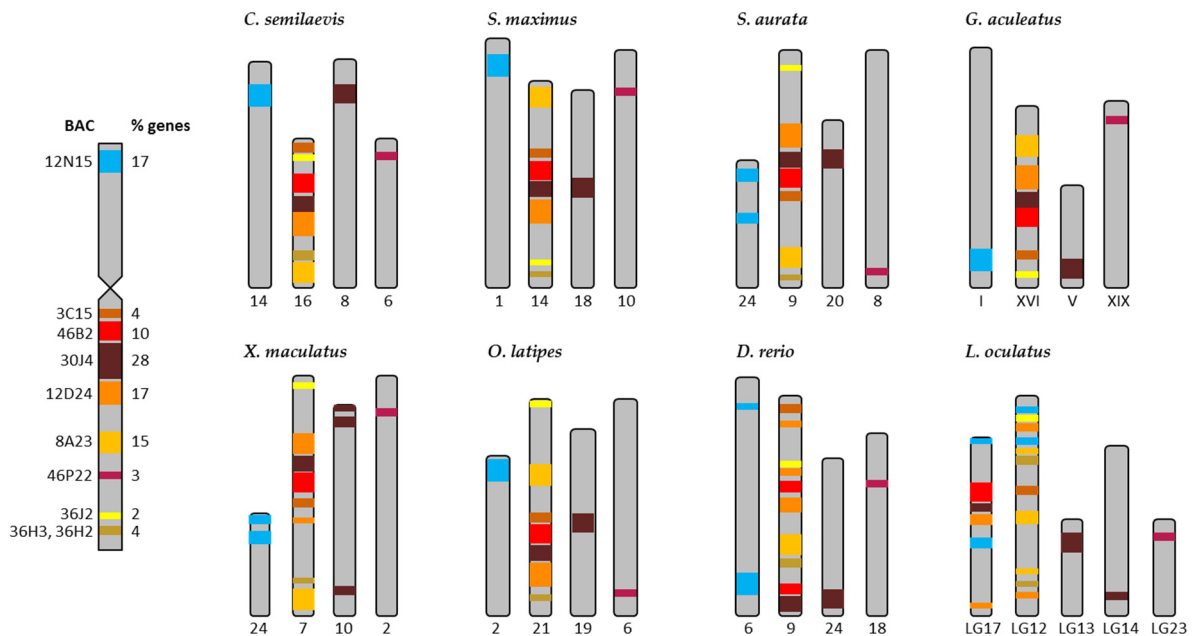 C. semilaevis S. maximus S. aurata G. aculeatus
BAC % genes
12N15 17
14 16 8 6 1 14 18 10 24 9 20 8 I XVI V XIX
3C15 4
46B2 10
30J4 28
12D24 17
8A23 15
46P22 3
36J2 2
36H3, 36H2 4
X. maculatus O. latipes D. rerio L. oculatus
24 7 10 2 2 21 19 6 6 9 24 18 LG17 LG12 LG13 LG14 LG23